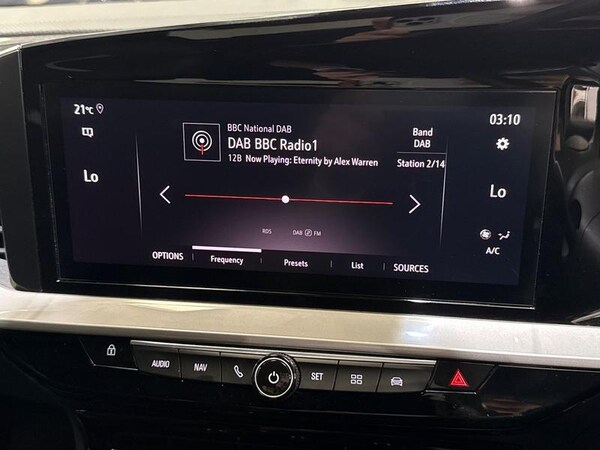 21°C
03:10
BBC National DAB
DAB BBC Radio1
12B Now Playing: Eternity by Alex Warren
Band
DAB
Station 2/14
Lo
Lo
RDS
DAB
FM
A/C
OPTIONS
Frequency
Presets
List
SOURCES
AUDIO
NAV
SET